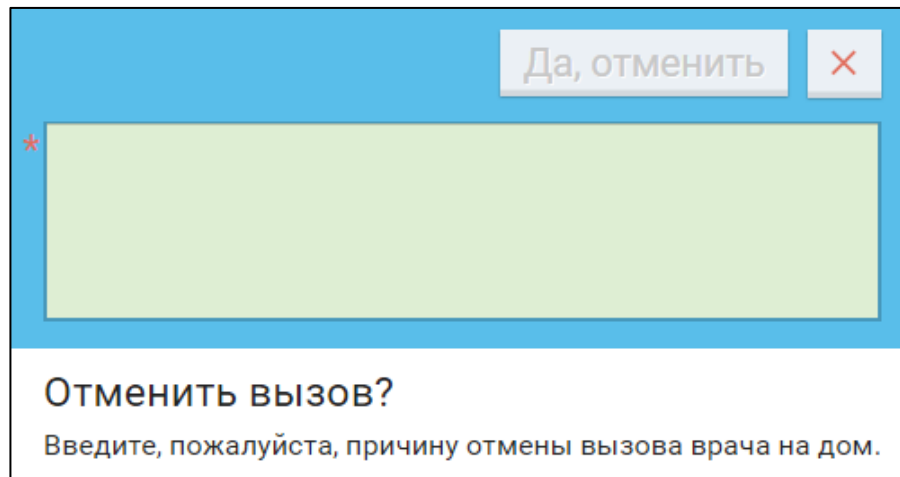 Да, отменить
*
Отменить вызов?
Введите, пожалуйста, причину отмены вызова врача на дом.